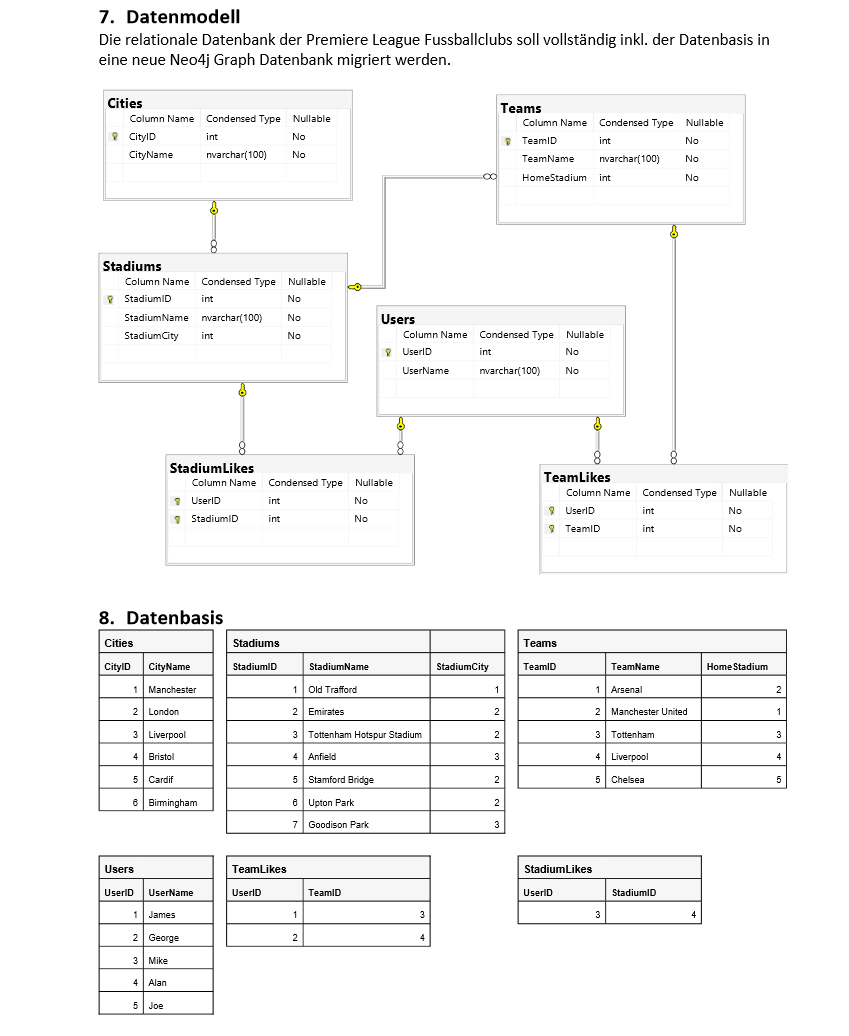 7. Datenmodell
Die relationale Datenbank der Premiere League Fussballclubs soll vollständig inkl. der Datenbasis in
eine neue Neo4j Graph Datenbank migriert werden.
Cities
Column Name Condensed Type Nullable
CityID int No
CityName nvarchar(100) No
Teams
Column Name Condensed Type Nullable
TeamID int No
TeamName nvarchar(100) No
HomeStadium int No
Stadiums
Column Name Condensed Type Nullable
StadiumID int No
StadiumName nvarchar(100) No
StadiumCity int No
Users
Column Name Condensed Type Nullable
UserID int No
UserName nvarchar(100) No
StadiumLikes
Column Name Condensed Type Nullable
UserID int No
StadiumID int No
TeamLikes
Column Name Condensed Type Nullable
UserID int No
TeamID int No
8. Datenbasis
Cities
CityID CityName
1 Manchester
2 London
3 Liverpool
4 Bristol
5 Cardif
6 Birmingham
Stadiums
StadiumID StadiumName StadiumCity
1 Old Trafford 1
2 Emirates 2
3 Tottenham Hotspur Stadium 2
4 Anfield 3
5 Stamford Bridge 2
6 Upton Park 2
7 Goodison Park 3
Teams
TeamID TeamName HomeStadium
1 Arsenal 2
2 Manchester United 1
3 Tottenham 3
4 Liverpool 4
5 Chelsea 5
Users
UserID UserName
1 James
2 George
3 Mike
4 Alan
5 Joe
TeamLikes
UserID TeamID
1 3
2 4
StadiumLikes
UserID StadiumID
3 4